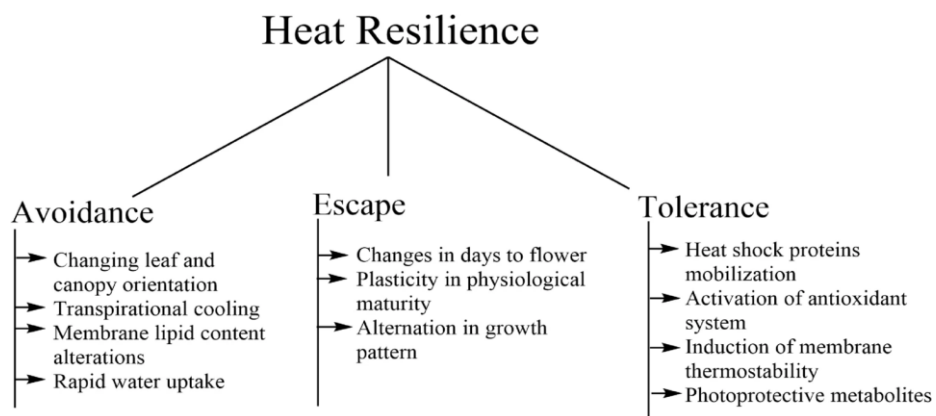 Heat Resilience
Avoidance
Changing leaf and
canopy orientation
Transpirational cooling
Membrane lipid content
alterations
Rapid water uptake
Escape
Changes in days to flower
Plasticity in physiological
maturity
Alternation in growth
pattern
Tolerance
Heat shock proteins
mobilization
Activation of antioxidant
system
Induction of membrane
thermostability
Photoprotective metabolites